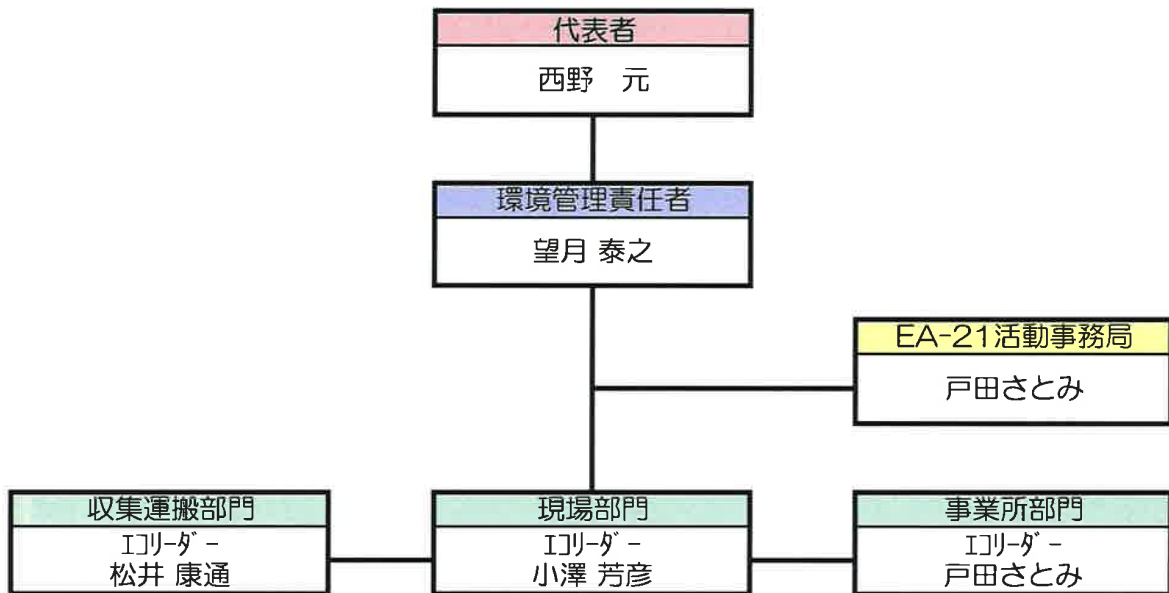 代表者
西野　元
環境管理責任者
望月 泰之
EA-21活動事務局
戸田さとみ
収集運搬部門
ｴｺﾘｰﾀﾞｰ
松井 康通
現場部門
ｴｺﾘｰﾀﾞｰ
小澤 芳彦
事業所部門
ｴｺﾘｰﾀﾞｰ
戸田さとみ